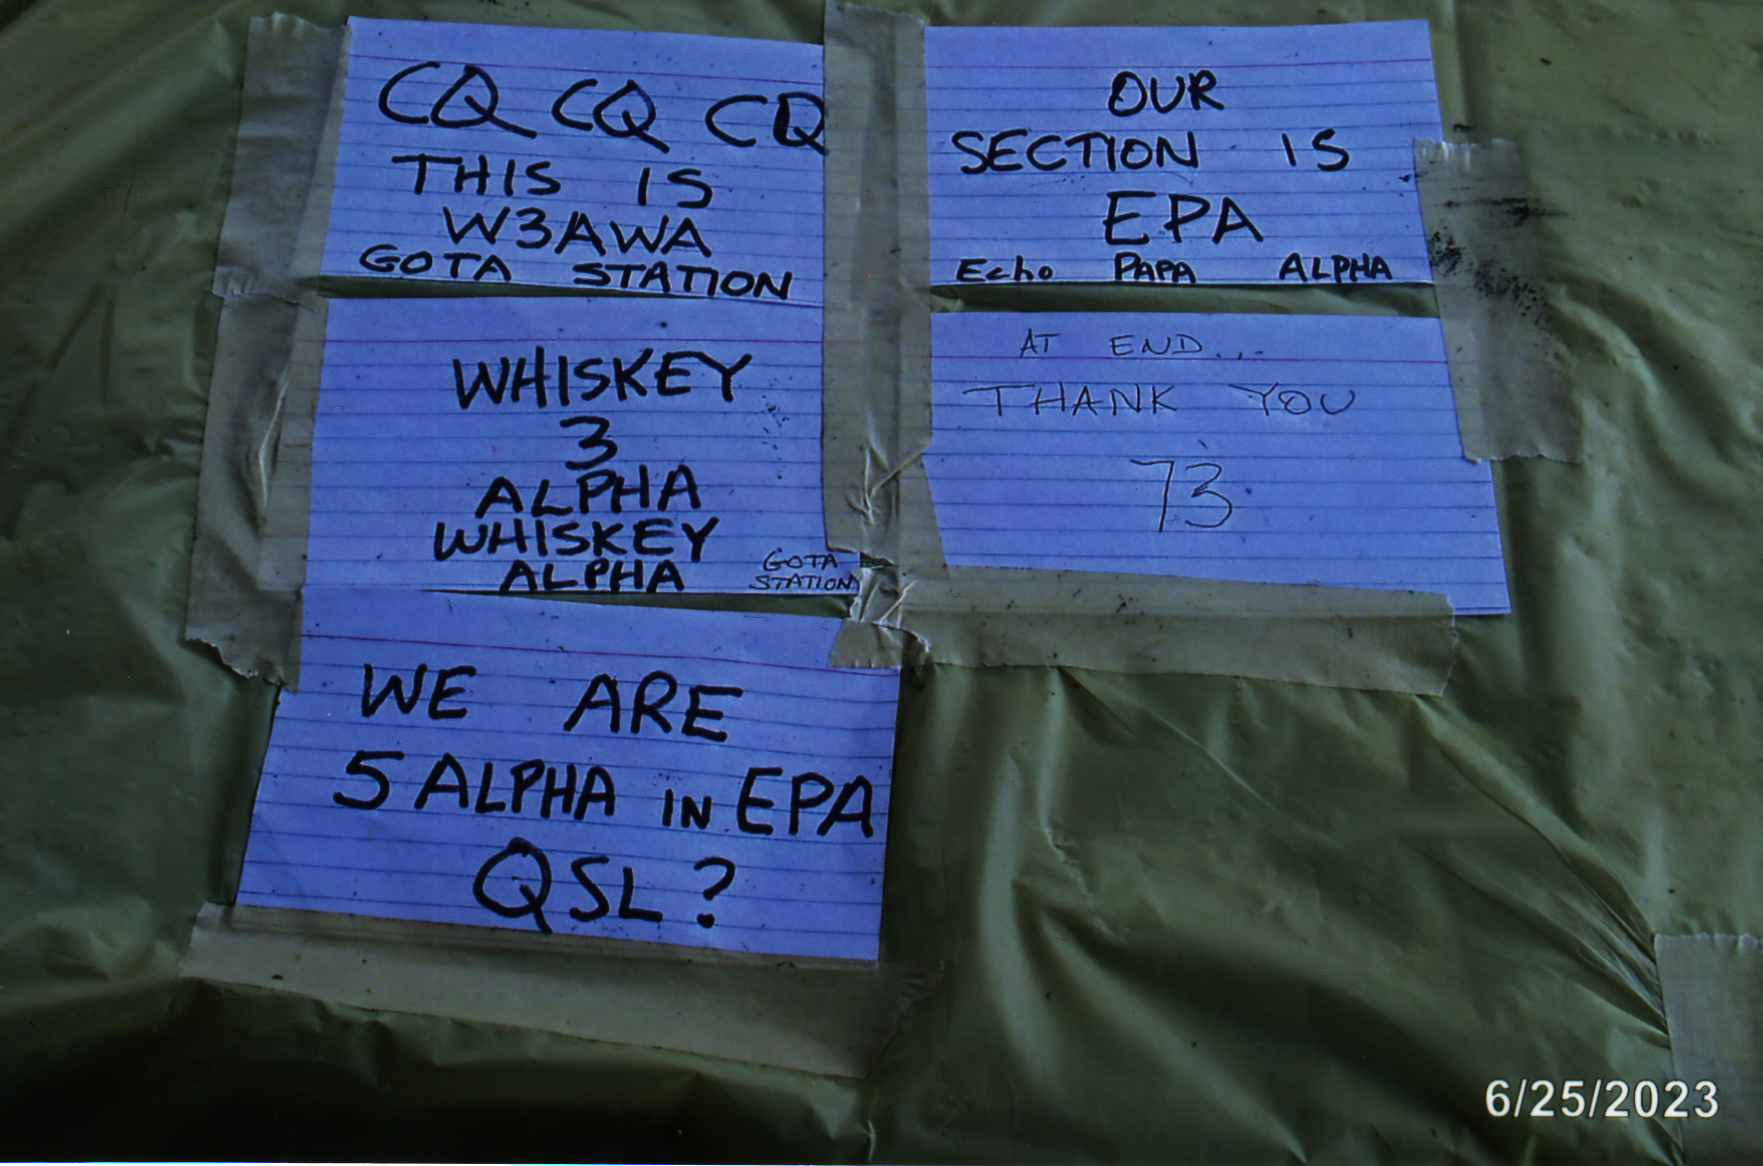 CQ CQ CQ
THIS IS
W3AWA
GOTA STATION
WHISKEY
3
ALPHA
WHISKEY
ALPHA
GOTA
STATION
WE ARE
5 ALPHA IN EPA
QSL?
OUR
SECTION IS
EPA
Echo PAPA ALPHA
AT END...
THANK YOU
73
6/25/2023